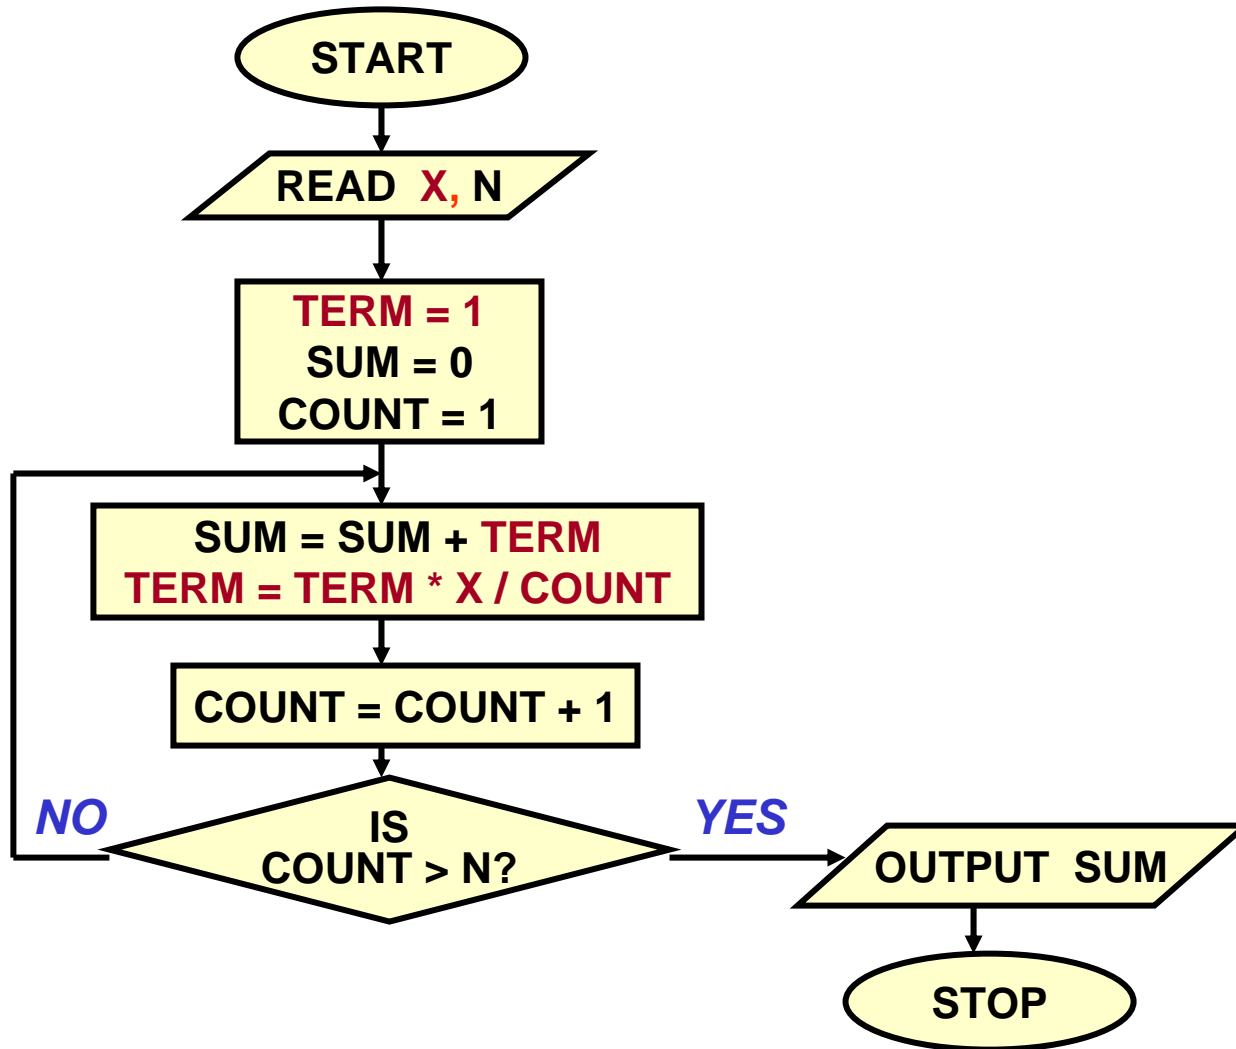 START
READ X, N
TERM = 1
SUM = 0
COUNT = 1
SUM = SUM + TERM
TERM = TERM * X / COUNT
COUNT = COUNT + 1
IS
COUNT > N?
NO
YES
OUTPUT SUM
STOP